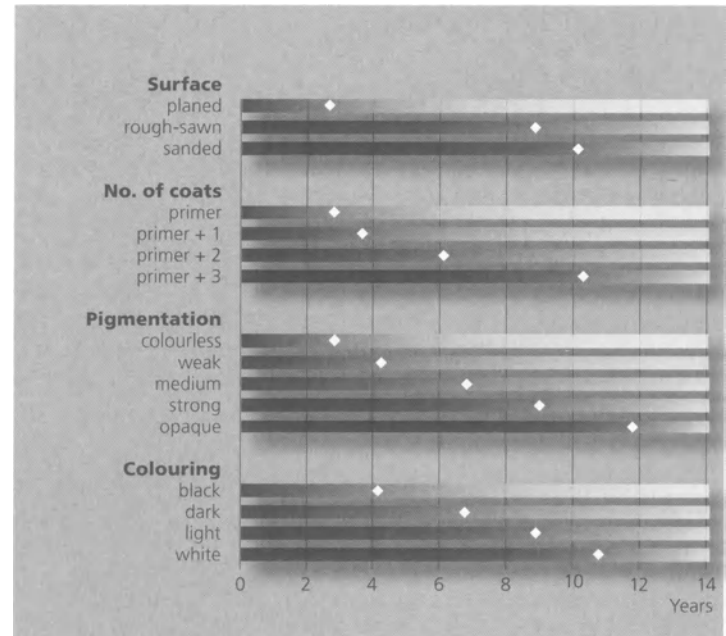 Surface
planed
rough-sawn
sanded
No. of coats
primer
primer + 1
primer + 2
primer + 3
Pigmentation
colourless
weak
medium
strong
opaque
Colouring
black
dark
light
white
0 2 4 6 8 10 12 14
Years